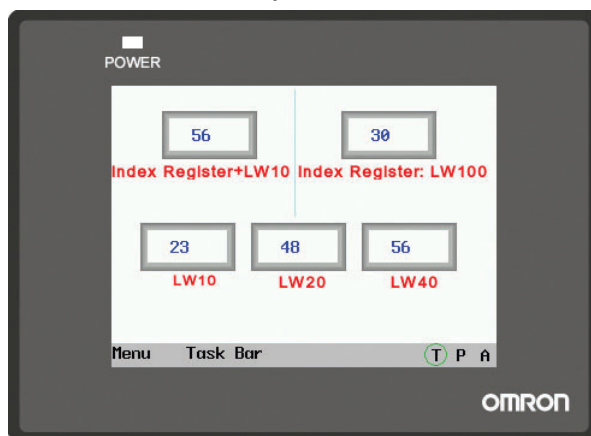 POWER
56 30
Index Register+LW10 Index Register: LW100
23 48 56
LW10 LW20 LW40
Menu Task Bar T P A
OMRON